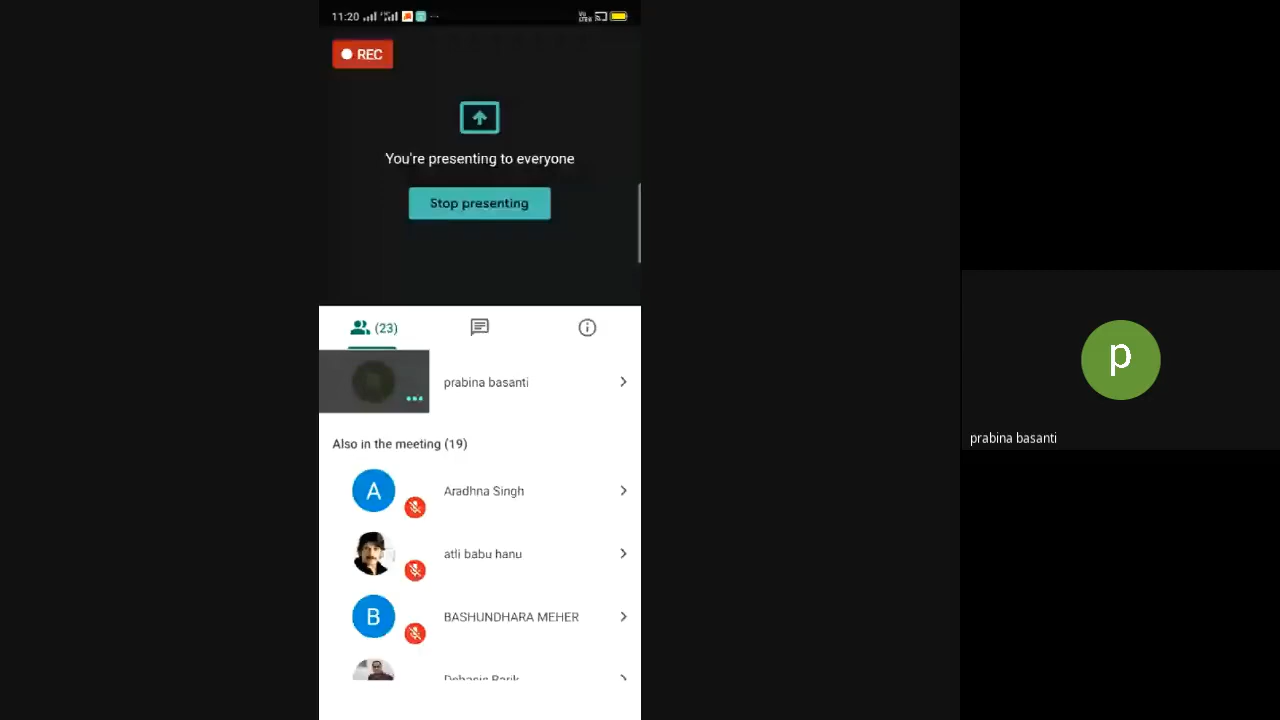 11:20
REC
You're presenting to everyone
Stop presenting
(23)
prabina basanti
Also in the meeting (19)
A
Aradhna Singh
atli babu hanu
B
BASHUNDHARA MEHER
p
prabina basanti